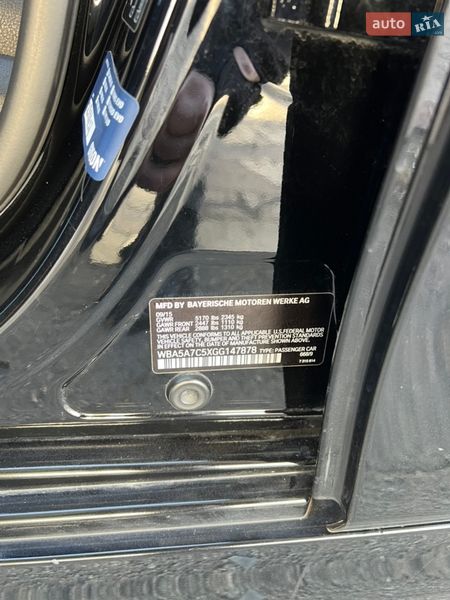 auto RIA
.com
MFD BY BAYERISCHE MOTOREN WERKE AG
09/15
GVWR 5170 lbs 2345 kg
GAWR FRONT 2447 lbs 1110 kg
GAWR REAR 2888 lbs 1310 kg
THIS VEHICLE CONFORMS TO ALL APPLICABLE U.S.FEDERAL MOTOR
VEHICLE SAFETY, BUMPER AND THEFT PREVENTION STANDARDS IN
EFFECT ON THE DATE OF MANUFACTURE SHOWN ABOVE.
WBA5A7C5XGG147878 TYPE: PASSENGER CAR